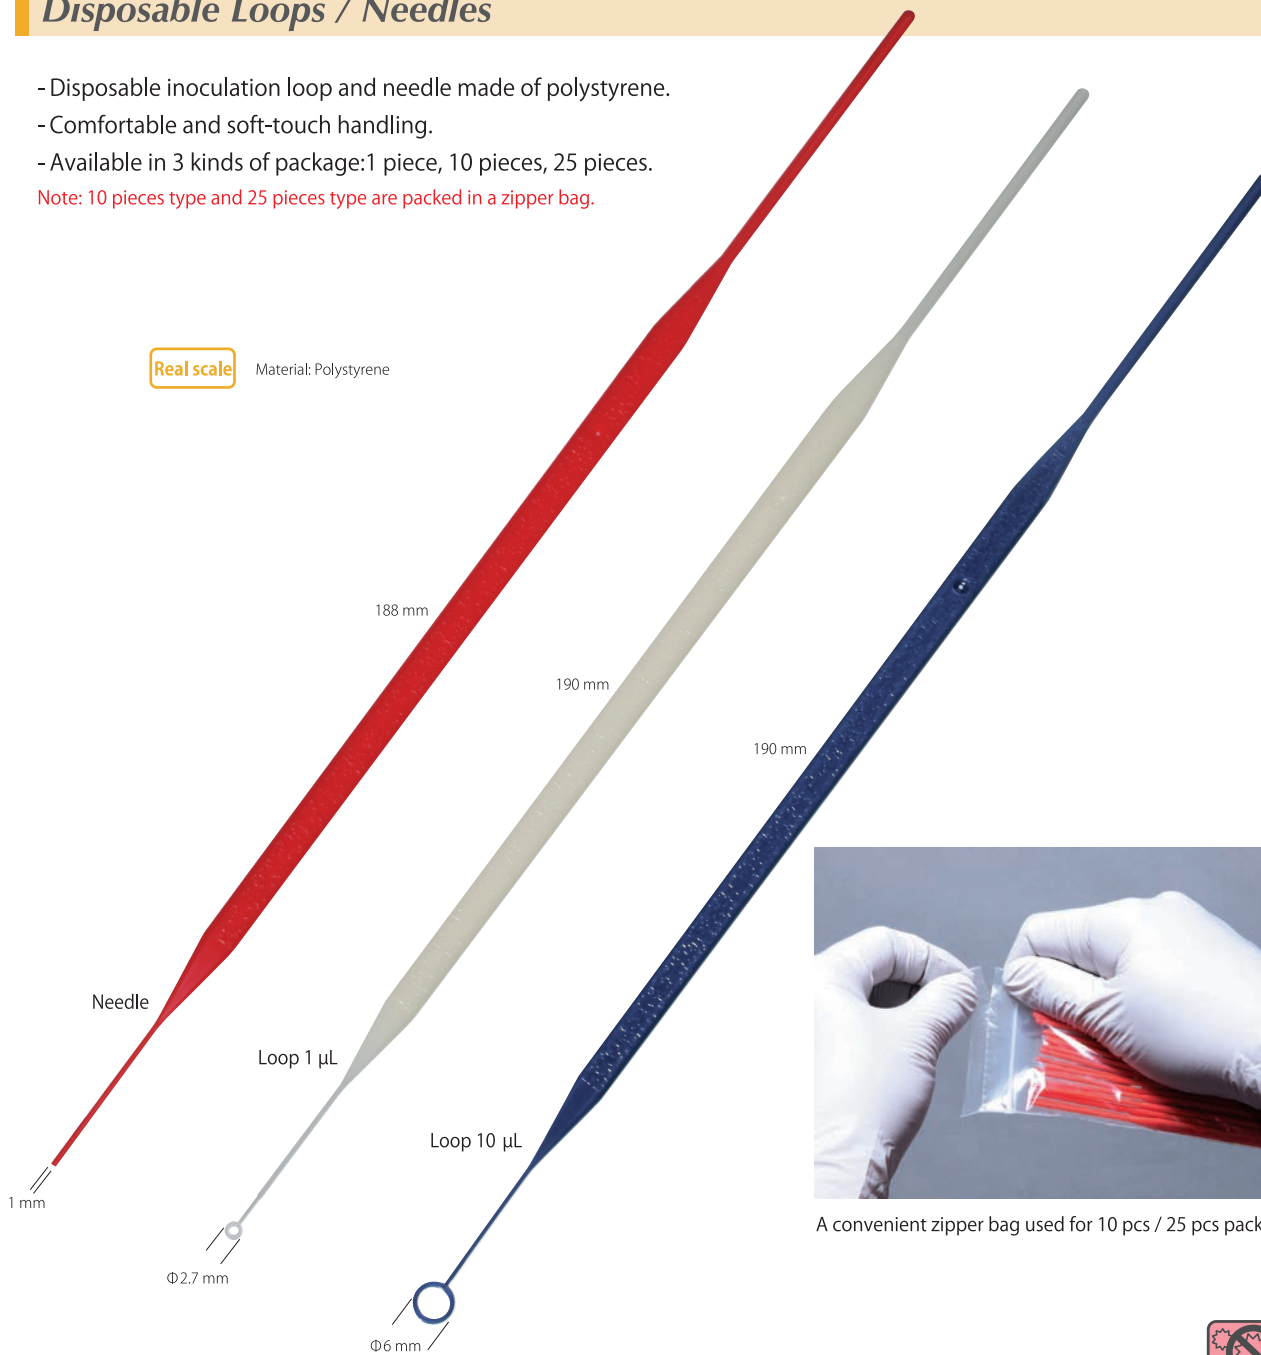 Disposable Loops / Needles
- Disposable inoculation loop and needle made of polystyrene.
- Comfortable and soft-touch handling.
- Available in 3 kinds of package:1 piece, 10 pieces, 25 pieces.
Note: 10 pieces type and 25 pieces type are packed in a zipper bag.
Real scale
Material: Polystyrene
188 mm
190 mm
190 mm
Needle
Loop 1 µL
Loop 10 µL
1 mm
Φ2.7 mm
Φ6 mm
A convenient zipper bag used for 10 pcs / 25 pcs pack